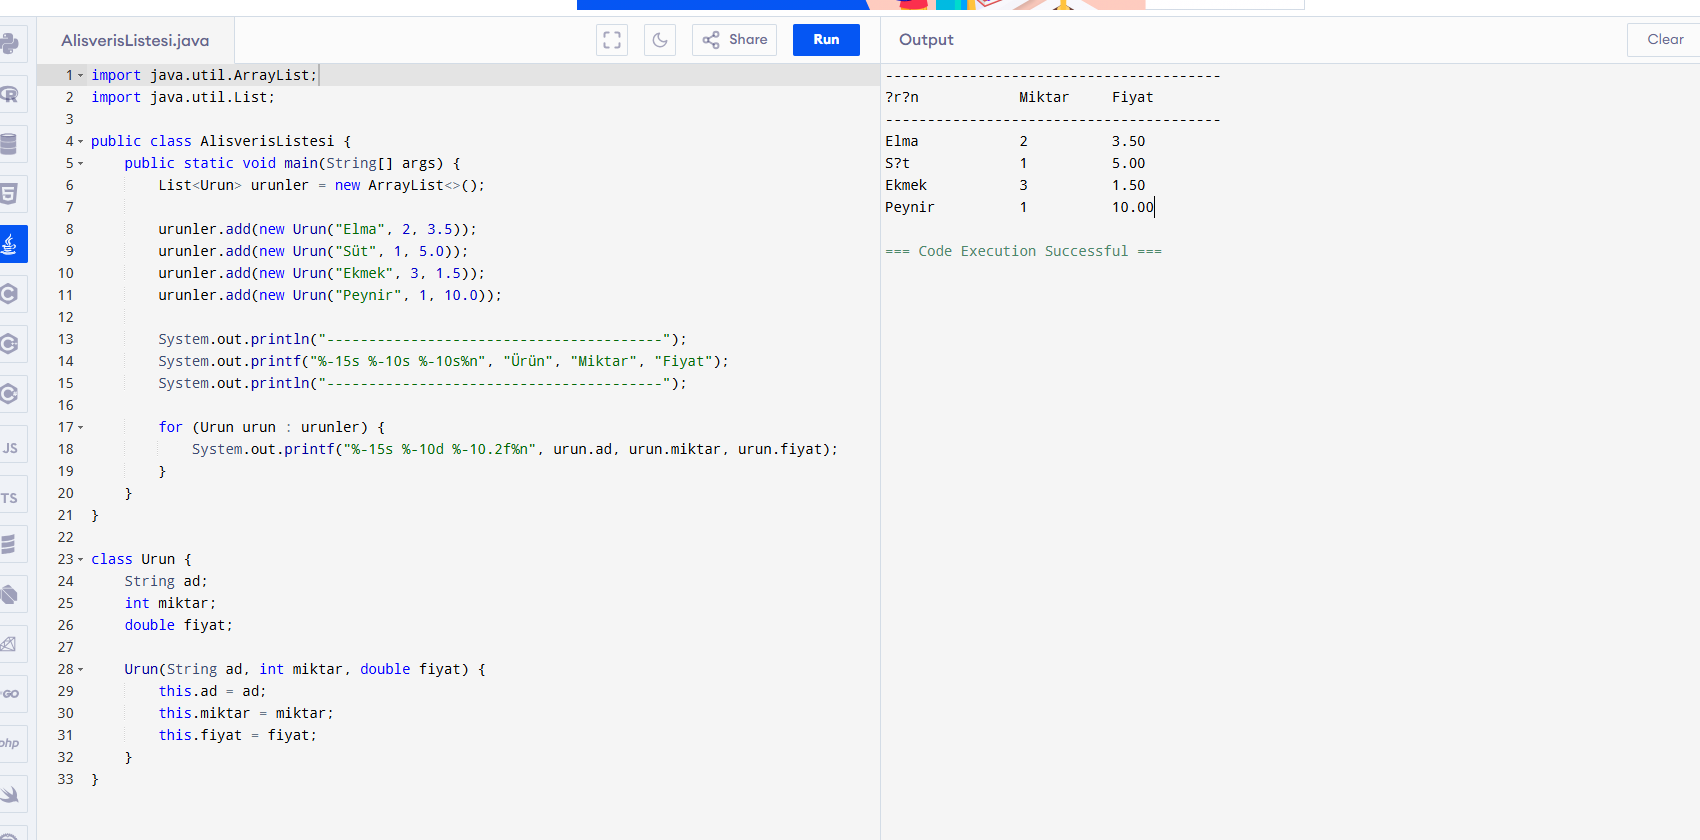 AlisverisListesi.java
Share
Run
Output
Clear
1 import java.util.ArrayList;
2 import java.util.List;
3
4 public class AlisverisListesi {
5     public static void main(String[] args) {
6         List<Urun> urunler = new ArrayList<>();
7
8         urunler.add(new Urun("Elma", 2, 3.5));
9         urunler.add(new Urun("Süt", 1, 5.0));
10         urunler.add(new Urun("Ekmek", 3, 1.5));
11         urunler.add(new Urun("Peynir", 1, 10.0));
12
13         System.out.println("----------------------------------------");
14         System.out.printf("%-15s %-10s %-10s%n", "Ürün", "Miktar", "Fiyat");
15         System.out.println("----------------------------------------");
16
17         for (Urun urun : urunler) {
18             System.out.printf("%-15s %-10d %-10.2f%n", urun.ad, urun.miktar, urun.fiyat);
19         }
20     }
21 }
22
23 class Urun {
24     String ad;
25     int miktar;
26     double fiyat;
27
28     Urun(String ad, int miktar, double fiyat) {
29         this.ad = ad;
30         this.miktar = miktar;
31         this.fiyat = fiyat;
32     }
33 }
----------------------------------------
?r?n            Miktar     Fiyat
----------------------------------------
Elma            2          3.50
S?t             1          5.00
Ekmek           3          1.50
Peynir          1          10.00
=== Code Execution Successful ===
R
5
C
C
C
JS
TS
GO
php